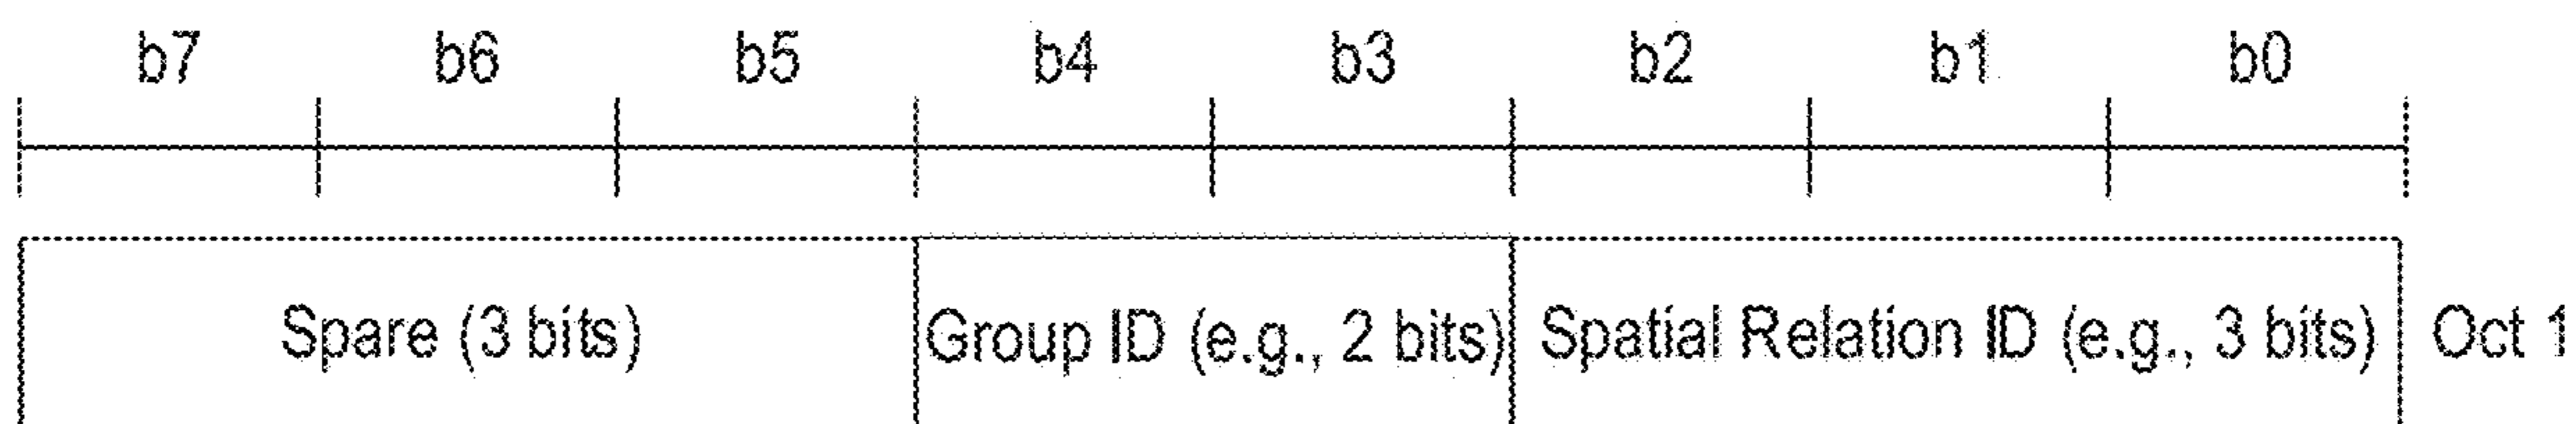 b7 b6 b5 b4 b3 b2 b1 b0
Spare (3 bits) Group ID (e.g., 2 bits) Spatial Relation ID (e.g., 3 bits) Oct 1